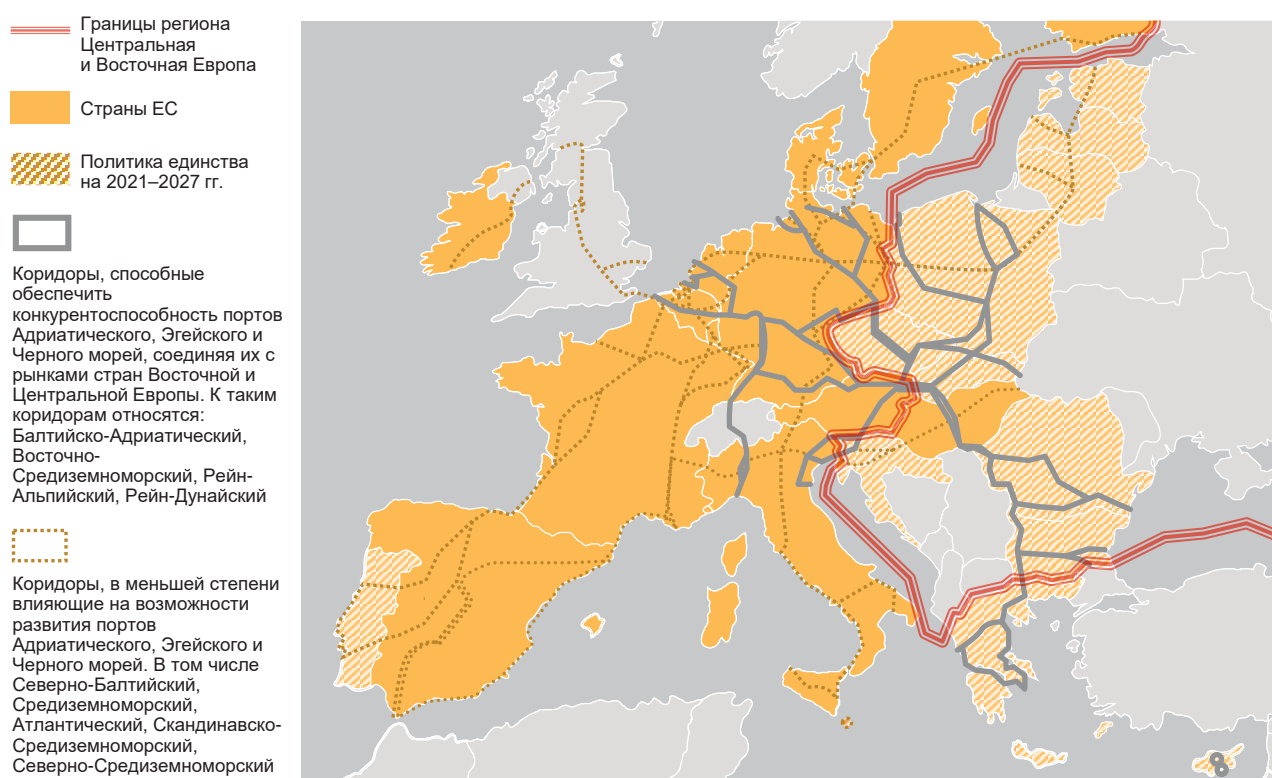 Границы региона
Центральная
и Восточная Европа
Страны ЕС
Политика единства
на 2021–2027 гг.
Коридоры, способные
обеспечить
конкурентоспособность портов
Адриатического, Эгейского и
Черного морей, соединяя их с
рынками стран Восточной и
Центральной Европы. К таким
коридорам относятся:
Балтийско-Адриатический,
Восточно-
Средиземноморский, Рейн-
Альпийский, Рейн-Дунайский
Коридоры, в меньшей степени
влияющие на возможности
развития портов
Адриатического, Эгейского и
Черного морей. В том числе
Северно-Балтийский,
Средиземноморский,
Атлантический, Скандинавско-
Средиземноморский,
Северно-Средиземноморский